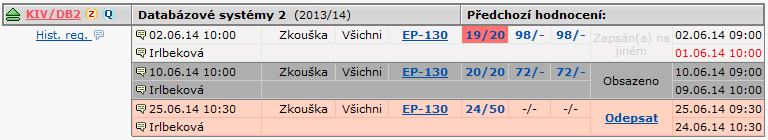 KIV/DB2 Z Q Databázové systémy 2 (2013/14) Předchozí hodnocení:
Hist. reg. 02.06.14 10:00 Zkouška Všichni EP-130 19/20 98/- 98/- Zapsán(a) na jiném 02.06.14 09:00
Irlbeková 01.06.14 10:00
10.06.14 10:00 Zkouška Všichni EP-130 20/20 72/- 72/- Obsazeno 10.06.14 09:00
Irlbeková 09.06.14 10:00
25.06.14 10:30 Zkouška Všichni EP-130 24/50 -/- -/- Odepsat 25.06.14 09:30
Irlbeková 24.06.14 10:30